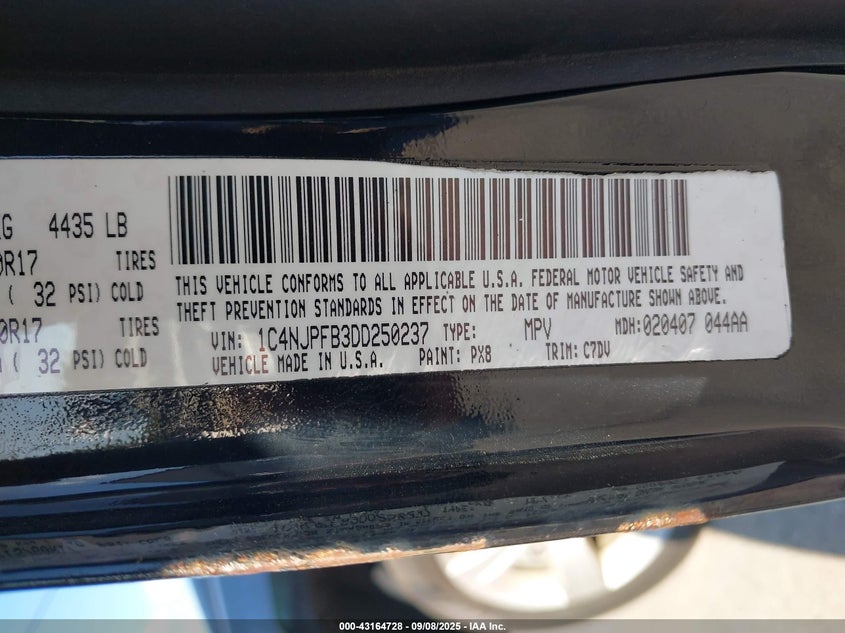 G 4435 LB
0R17 TIRES
( 32 PSI) COLD
0R17 TIRES
( 32 PSI) COLD
THIS VEHICLE CONFORMS TO ALL APPLICABLE U.S.A. FEDERAL MOTOR VEHICLE SAFETY AND
THEFT PREVENTION STANDARDS IN EFFECT ON THE DATE OF MANUFACTURE SHOWN ABOVE.
VIN: 1C4NJPFB3DD250237 TYPE: MPV MDH:020407 044AA
VEHICLE MADE IN U.S.A. PAINT: PX8 TRIM: C7DV
000-43164728 - 09/08/2025 - IAA Inc.